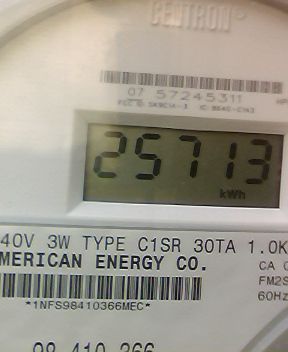 CENTRON®
07 57245311
25713
kWh
40V 3W TYPE C1SR 30TA 1.0K
MERICAN ENERGY CO.
CA 
FM2S
60Hz
*1NFS98410366MEC*
98 410 366